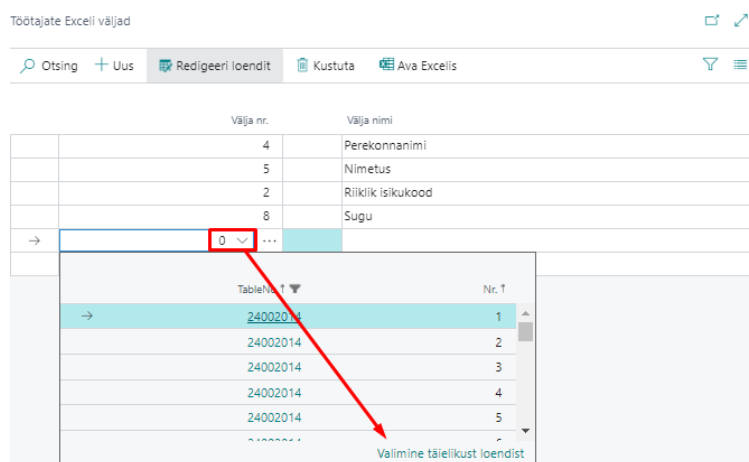 Töötajate Exceli väljad
Otsing Uus Redigeeri loendit Kustuta Ava Excelis
Välja nr. Välja nimi
4 Perekonnanimi
5 Nimetus
2 Riiklik isikukood
8 Sugu
0
Nr.
24002014 1
24002014 2
24002014 3
24002014 4
24002014 5
Valimine täielikust loendist